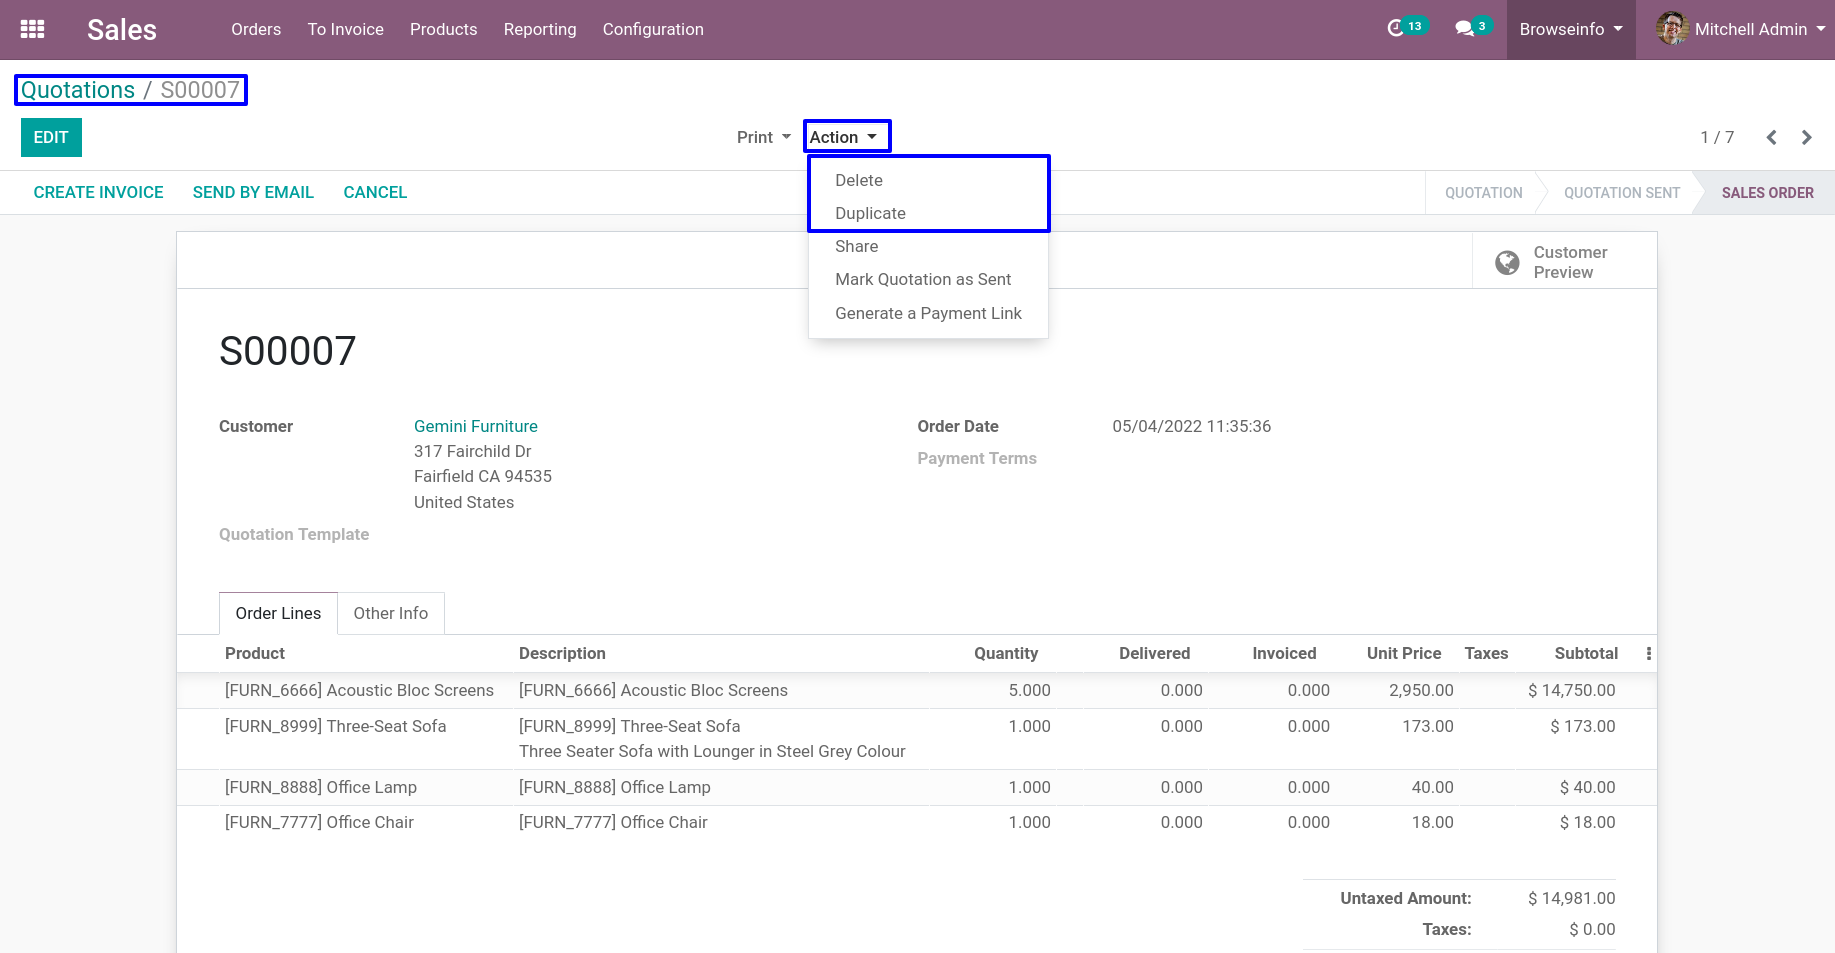 Sales Orders To Invoice Products Reporting Configuration 13 3 Browseinfo Mitchell Admin
Quotations / S00007
EDIT Print Action 1 / 7
CREATE INVOICE SEND BY EMAIL CANCEL QUOTATION QUOTATION SENT SALES ORDER
Delete
Duplicate
Share
Mark Quotation as Sent
Generate a Payment Link
Customer
Preview
S00007
Customer Gemini Furniture Order Date 05/04/2022 11:35:36
317 Fairchild Dr Payment Terms
Fairfield CA 94535
United States
Quotation Template
Order Lines Other Info
Product Description Quantity Delivered Invoiced Unit Price Taxes Subtotal
[FURN_6666] Acoustic Bloc Screens [FURN_6666] Acoustic Bloc Screens 5.000 0.000 0.000 2,950.00 $ 14,750.00
[FURN_8999] Three-Seat Sofa [FURN_8999] Three-Seat Sofa 1.000 0.000 0.000 173.00 $ 173.00
Three Seater Sofa with Lounger in Steel Grey Colour
[FURN_8888] Office Lamp [FURN_8888] Office Lamp 1.000 0.000 0.000 40.00 $ 40.00
[FURN_7777] Office Chair [FURN_7777] Office Chair 1.000 0.000 0.000 18.00 $ 18.00
Untaxed Amount: $ 14,981.00
Taxes: $ 0.00